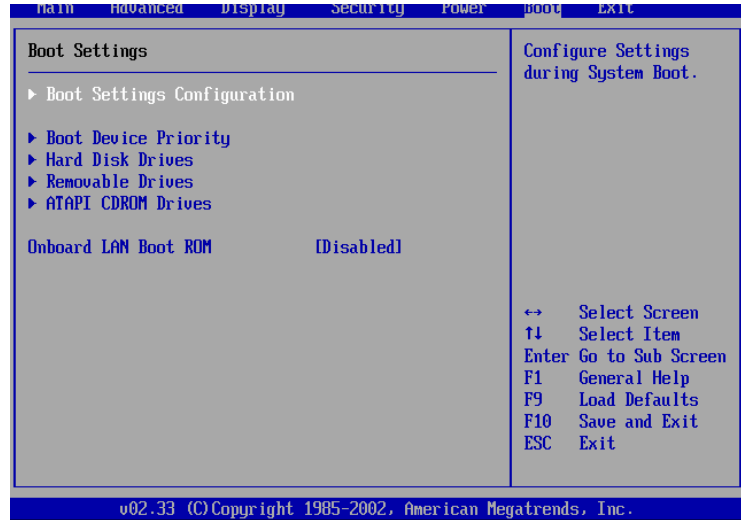 Main Advanced Display Security Power Boot Exit
Boot Settings
Boot Settings Configuration
Boot Device Priority
Hard Disk Drives
Removable Drives
ATAPI CDROM Drives
Onboard LAN Boot ROM [Disabled]
Configure Settings
during System Boot.
↔ Select Screen
↑↓ Select Item
Enter Go to Sub Screen
F1 General Help
F9 Load Defaults
F10 Save and Exit
ESC Exit
v02.33 (C)Copyright 1985-2002, American Megatrends, Inc.